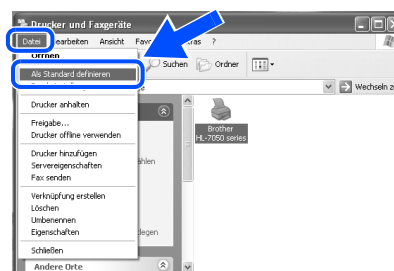 Drucker und Faxgeräte
Datei earbeiten Ansicht ?
Öffnen
Als Standard definieren
Suchen Ordner
Wechseln
Drucker anhalten
Freigabe...
Drucker offline verwenden
Drucker hinzufügen
Servereigenschaften
Fax senden
Verknüpfung erstellen
Löschen
Umbenennen
Eigenschaften
Schließen
Andere Orte
Brother
HL-7050 series